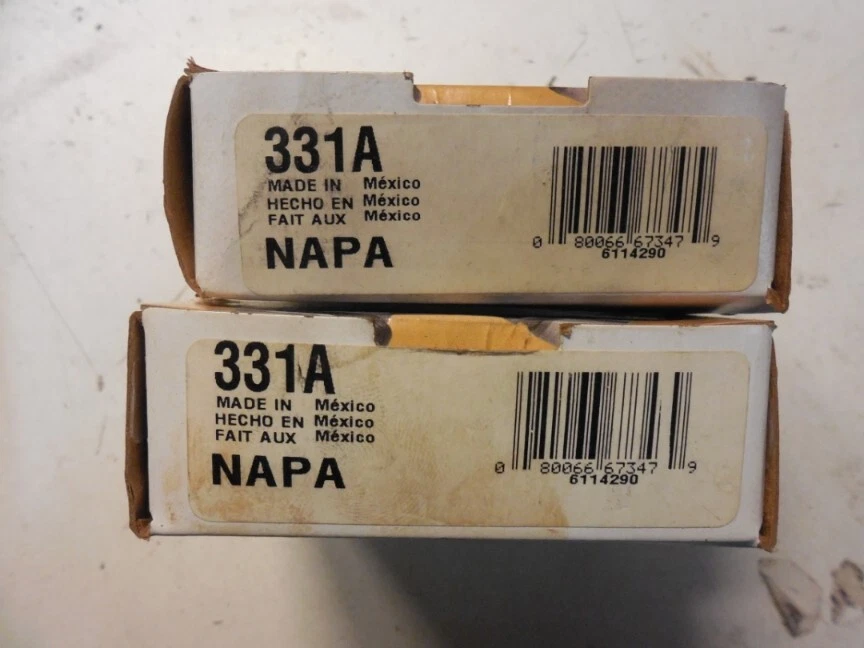 331A
MADE IN México
HECHO EN México
FAIT AUX México
NAPA
0 80066 67347 9
6114290
331A
MADE IN México
HECHO EN México
FAIT AUX México
NAPA
0 80066 67347 9
6114290